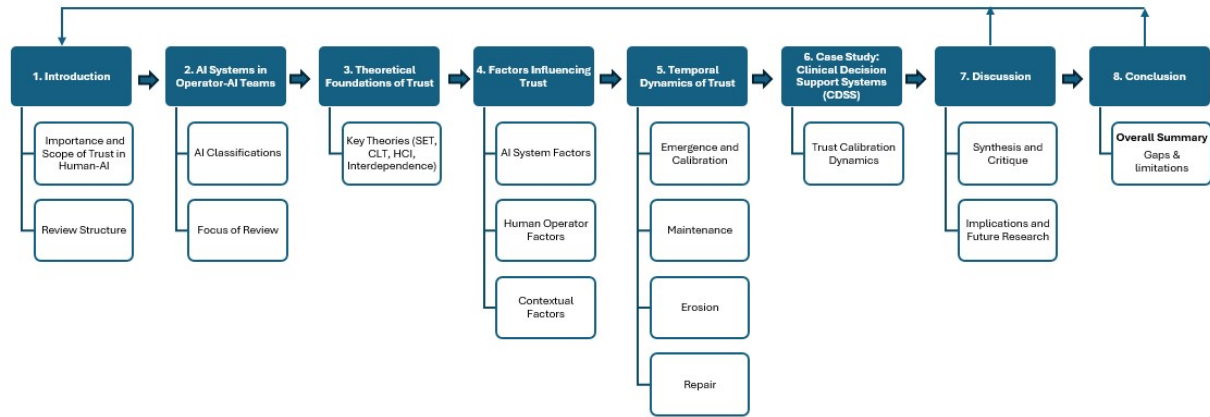 1. Introduction
Importance and
Scope of Trust in
Human-AI
Review Structure
2. AI Systems in
Operator-AI Teams
AI Classifications
Focus of Review
3. Theoretical
Foundations of Trust
Key Theories (SET,
CLT, HCI,
Interdependence)
4. Factors Influencing
Trust
AI System Factors
Human Operator
Factors
Contextual
Factors
5. Temporal
Dynamics of Trust
Emergence and
Calibration
Maintenance
Erosion
Repair
6. Case Study:
Clinical Decision
Support Systems
(CDSS)
Trust Calibration
Dynamics
7. Discussion
Synthesis and
Critique
Implications and
Future Research
8. Conclusion
Overall Summary
Gaps &
limitations